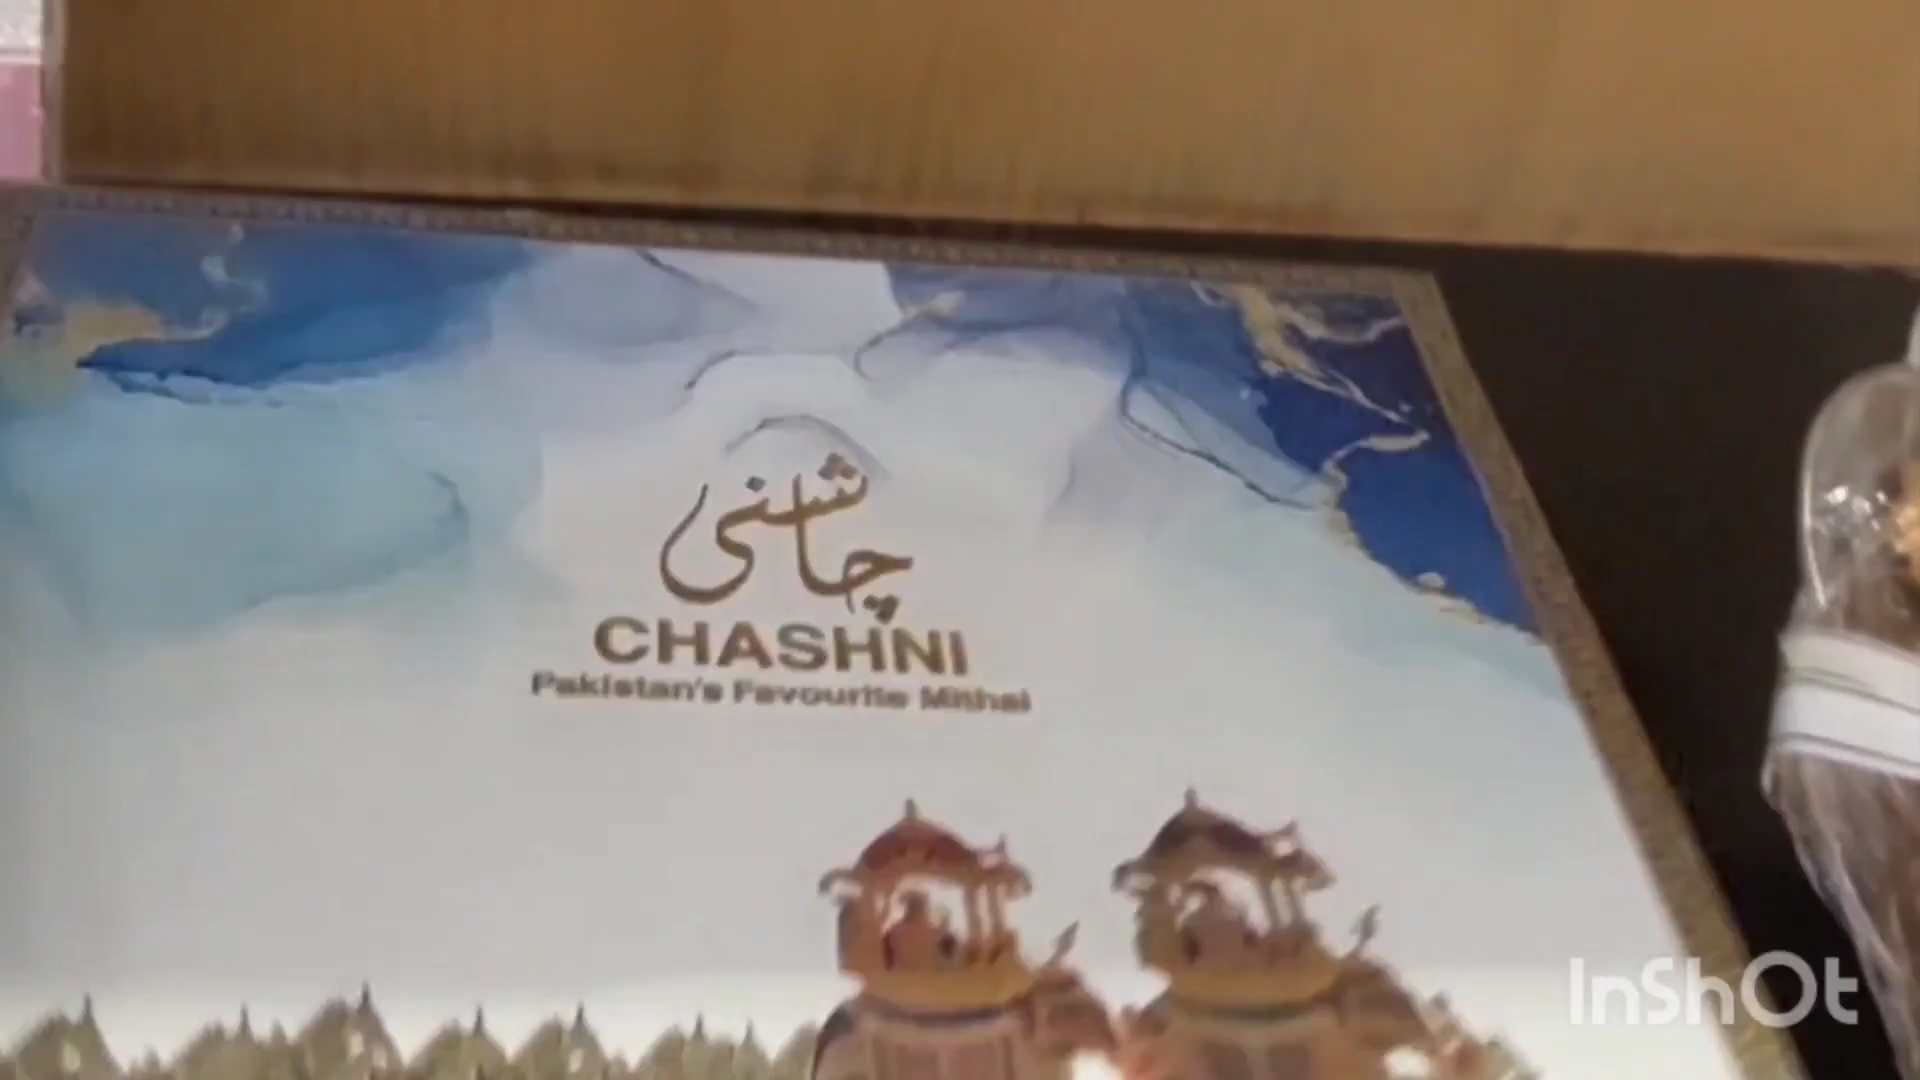 چاشنی
CHASHNI
Pakistan's Favourite Mithai
InShOt